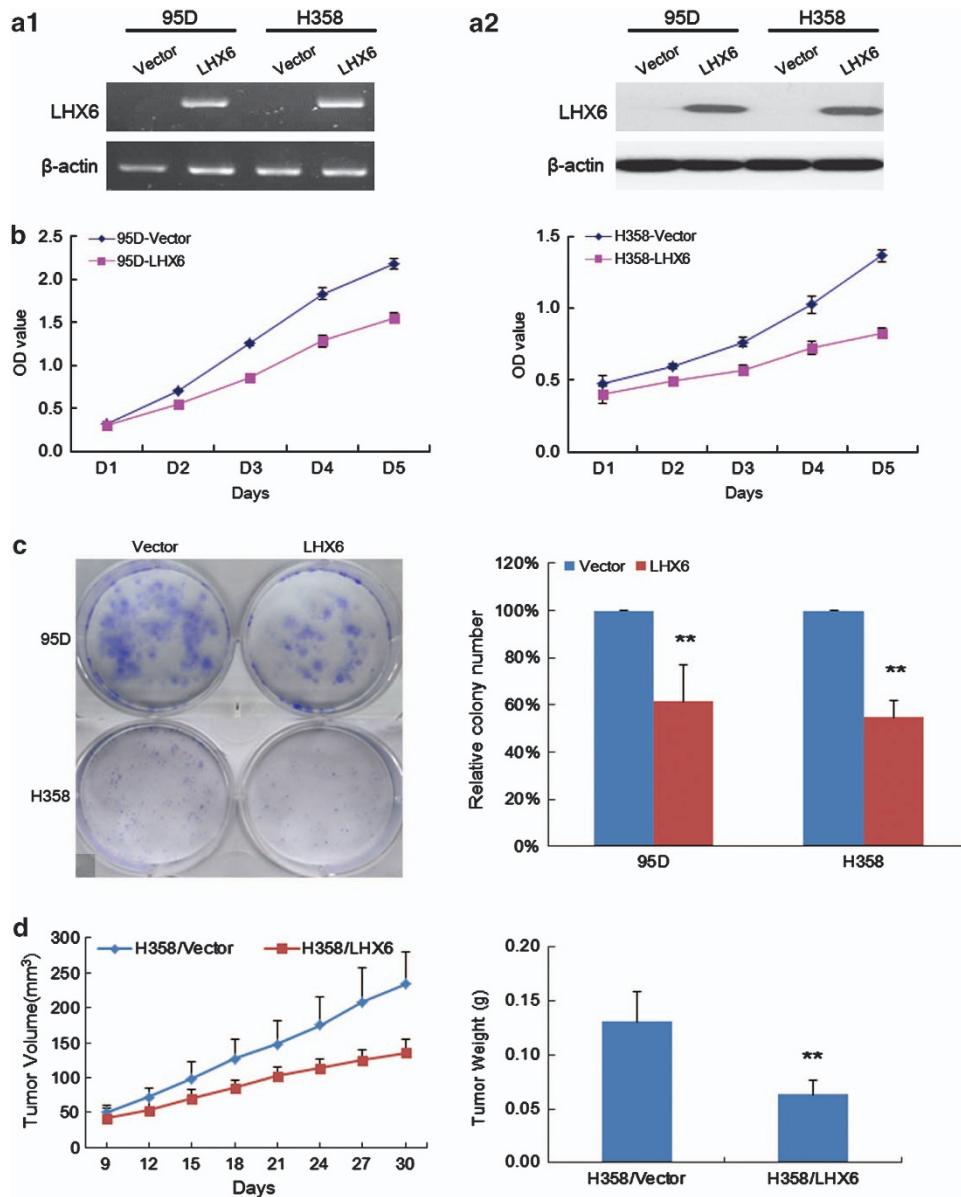 a1
95D H358
Vector LHX6 Vector LHX6
LHX6
β-actin
a2
95D H358
Vector LHX6 Vector LHX6
LHX6
β-actin
b
2.5
2.0
1.5
1.0
0.5
0.0
OD value
95D-Vector
95D-LHX6
D1 D2 D3 D4 D5
Days
1.5
1.0
0.5
0.0
OD value
H358-Vector
H358-LHX6
D1 D2 D3 D4 D5
Days
c
Vector LHX6
95D
H358
120%
100%
80%
60%
40%
20%
0%
Relative colony number
Vector LHX6
**
**
95D H358
d
300
250
200
150
100
50
0
Tumor Volume(mm³)
H358/Vector H358/LHX6
9 12 15 18 21 24 27 30
Days
0.20
0.15
0.10
0.05
0.00
Tumor Weight (g)
**
H358/Vector H358/LHX6